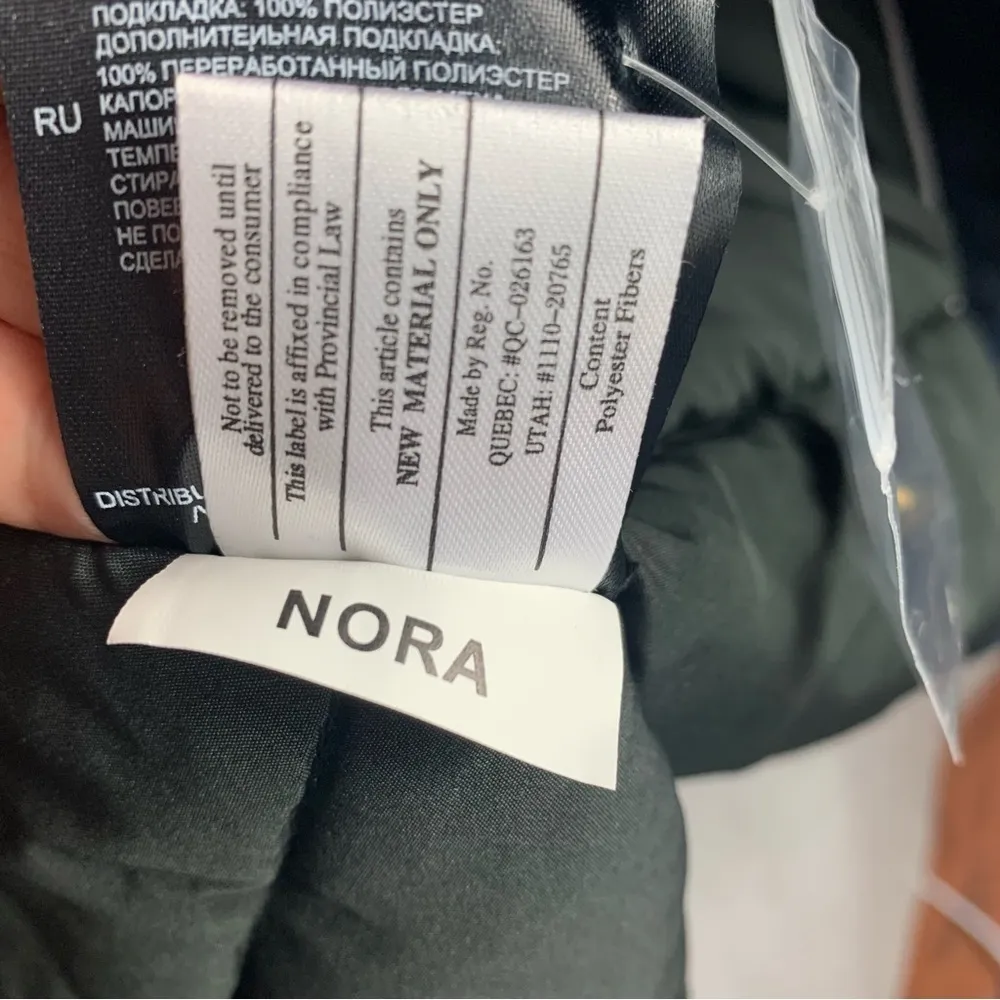 ПОДКЛАДКА: 100% ПОЛИЭСТЕР
ДОПОЛНИТЕИЬНАЯ ПОДКЛАДКА:
100% ПЕРЕРАБОТАННЫЙ ПОЛИЭСТЕР
RU
Not to be removed until
delivered to the consumer
This label is affixed in compliance
with Provincial Law
This article contains
NEW MATERIAL ONLY
Made by Reg. No.
QUEBEC: #QC-026163
UTAH: #1110-20765
Content
Polyester Fibers
NORA